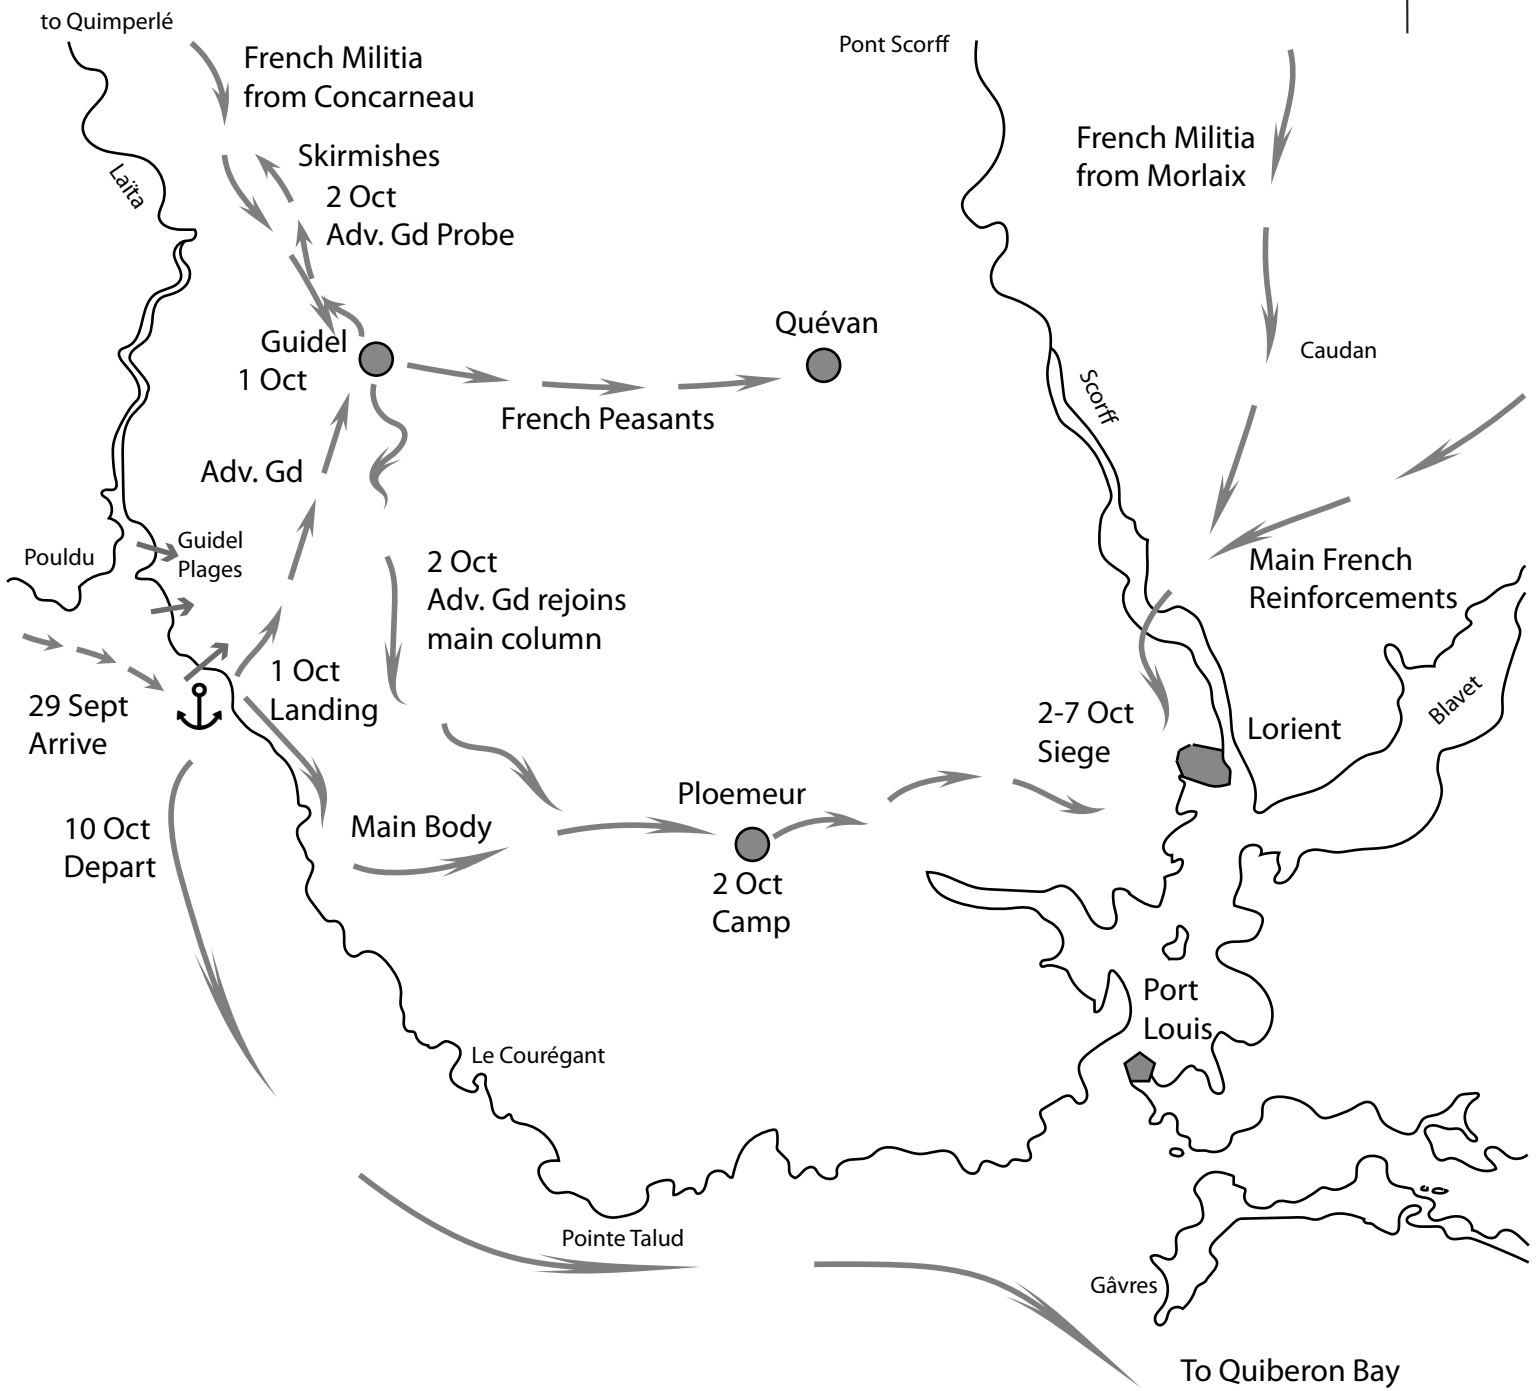 to Quimperlé
French Militia
from Concarneau
Pont Scorff
French Militia
from Morlaix
Laïta
Skirmishes
2 Oct
Adv. Gd Probe
Guidel
1 Oct
Quévan
Caudan
French Peasants
Scorff
Adv. Gd
Guidel
Plages
Pouldu
2 Oct
Adv. Gd rejoins
main column
Main French
Reinforcements
1 Oct
Landing
29 Sept
Arrive
2-7 Oct
Siege
Lorient
Blavet
10 Oct
Depart
Main Body
Ploemeur
2 Oct
Camp
Port
Louis
Le Courégant
Pointe Talud
Gâvres
To Quiberon Bay